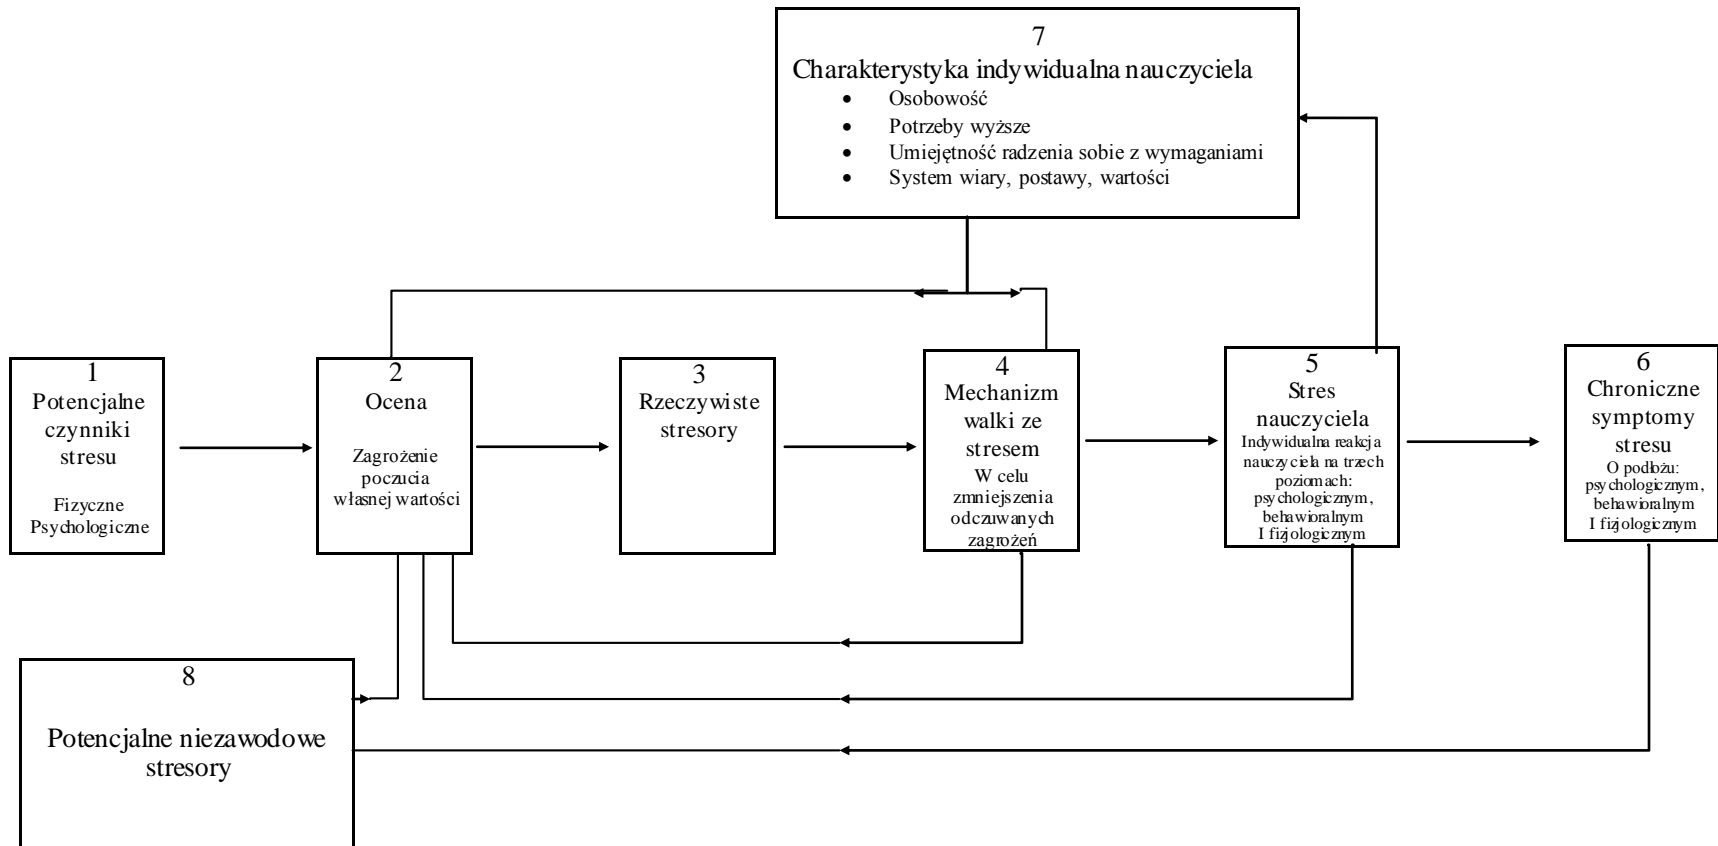 7
Charakterystyka indywidualna nauczyciela
• Osobowość
• Potrzeby wyższe
• Umiejętność radzenia sobie z wymaganiami
• System wiary, postawy, wartości
1
Potencjalne
czynniki
stresu
Fizyczne
Psychologiczne
2
Ocena
Zagrożenie
poczucia
własnej wartości
3
Rzeczywiste
stresory
4
Mechanizm
walki ze
stresem
W celu
zmniejszenia
odczuwanych
zagrożeń
5
Stres
nauczyciela
Indywidualna reakcja
nauczyciela na trzech
poziomach:
psychologicznym,
behawioralnym
I fizjologicznym
6
Chroniczne
symptomy
stresu
O podłożu:
psychologicznym,
behawioralnym
I fizjologicznym
8
Potencjalne niezawodowe
stresory